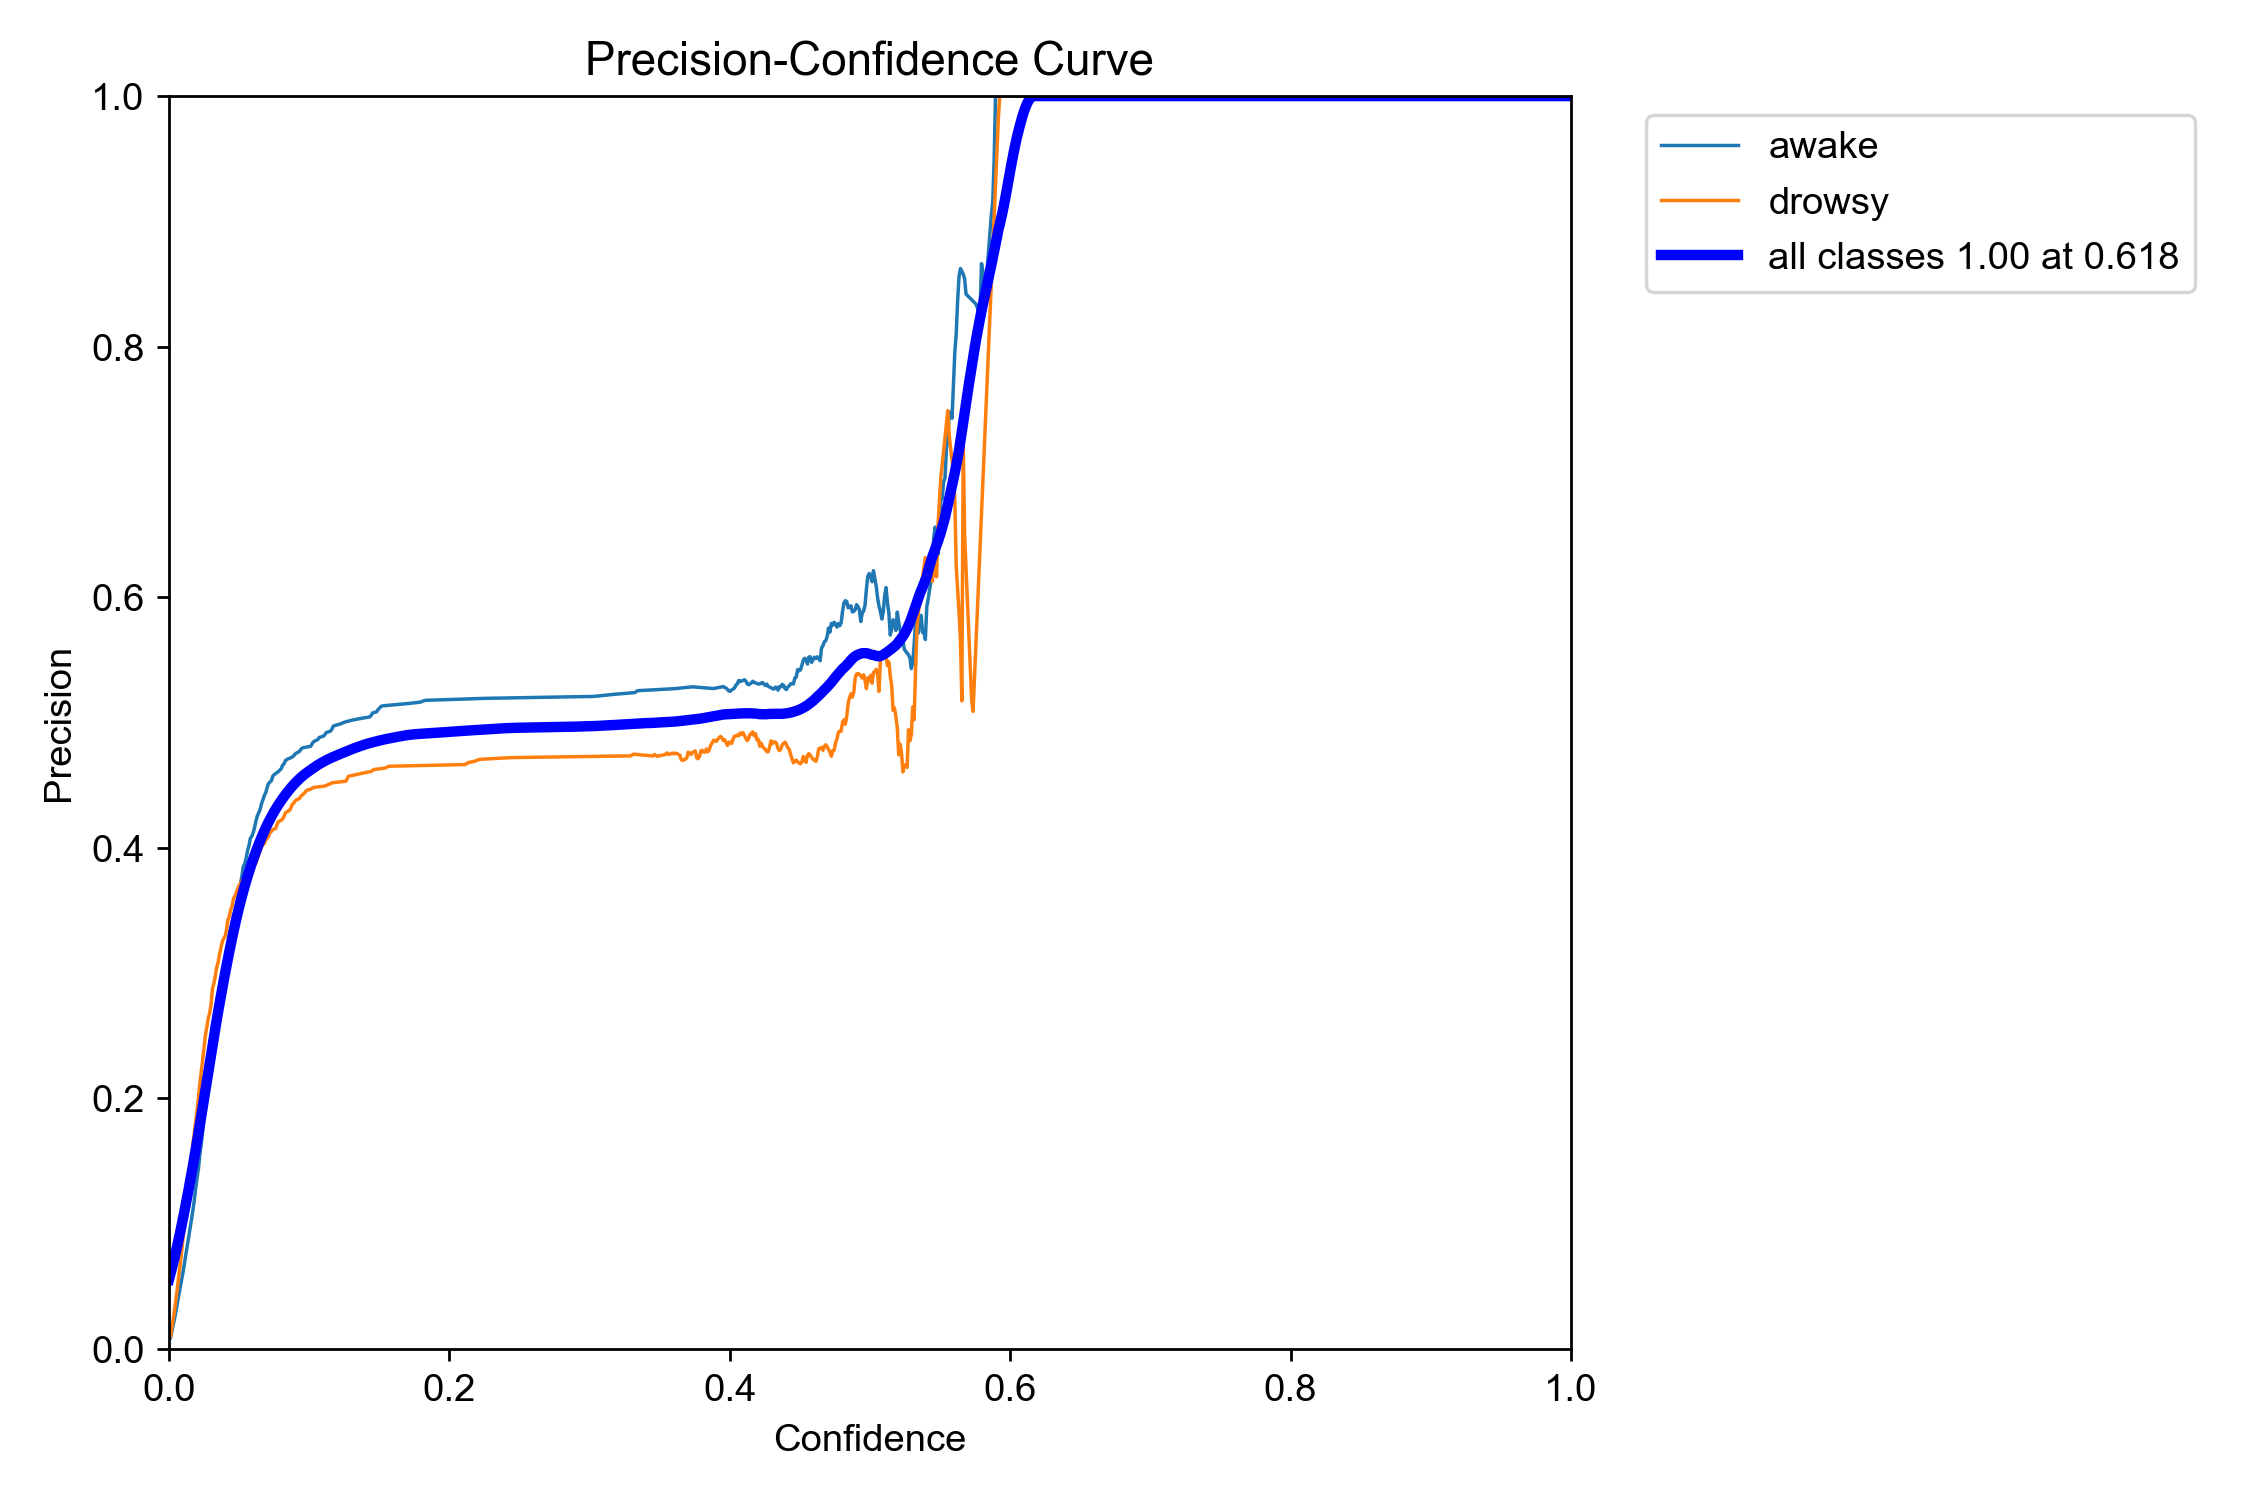 Precision-Confidence Curve
1.0
0.8
0.6
0.4
0.2
0.0
Precision
0.0 0.2 0.4 0.6 0.8 1.0
Confidence
awake
drowsy
all classes 1.00 at 0.618